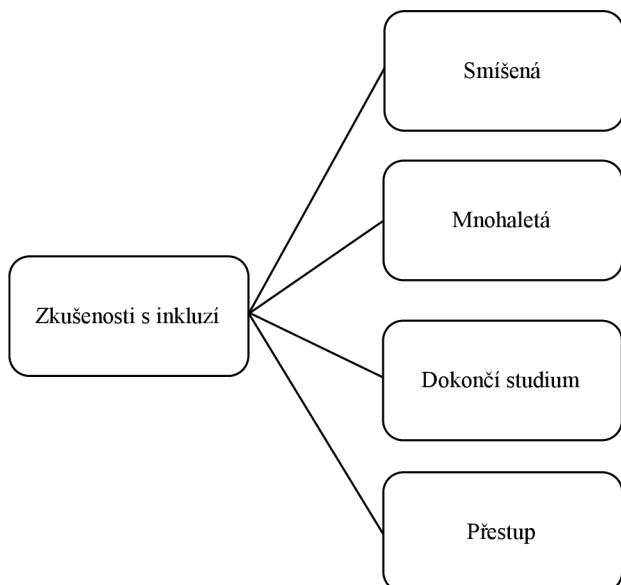 Smíšená
Mnohaletá
Zkušenosti s inkluzí
Dokončí studium
Přestup